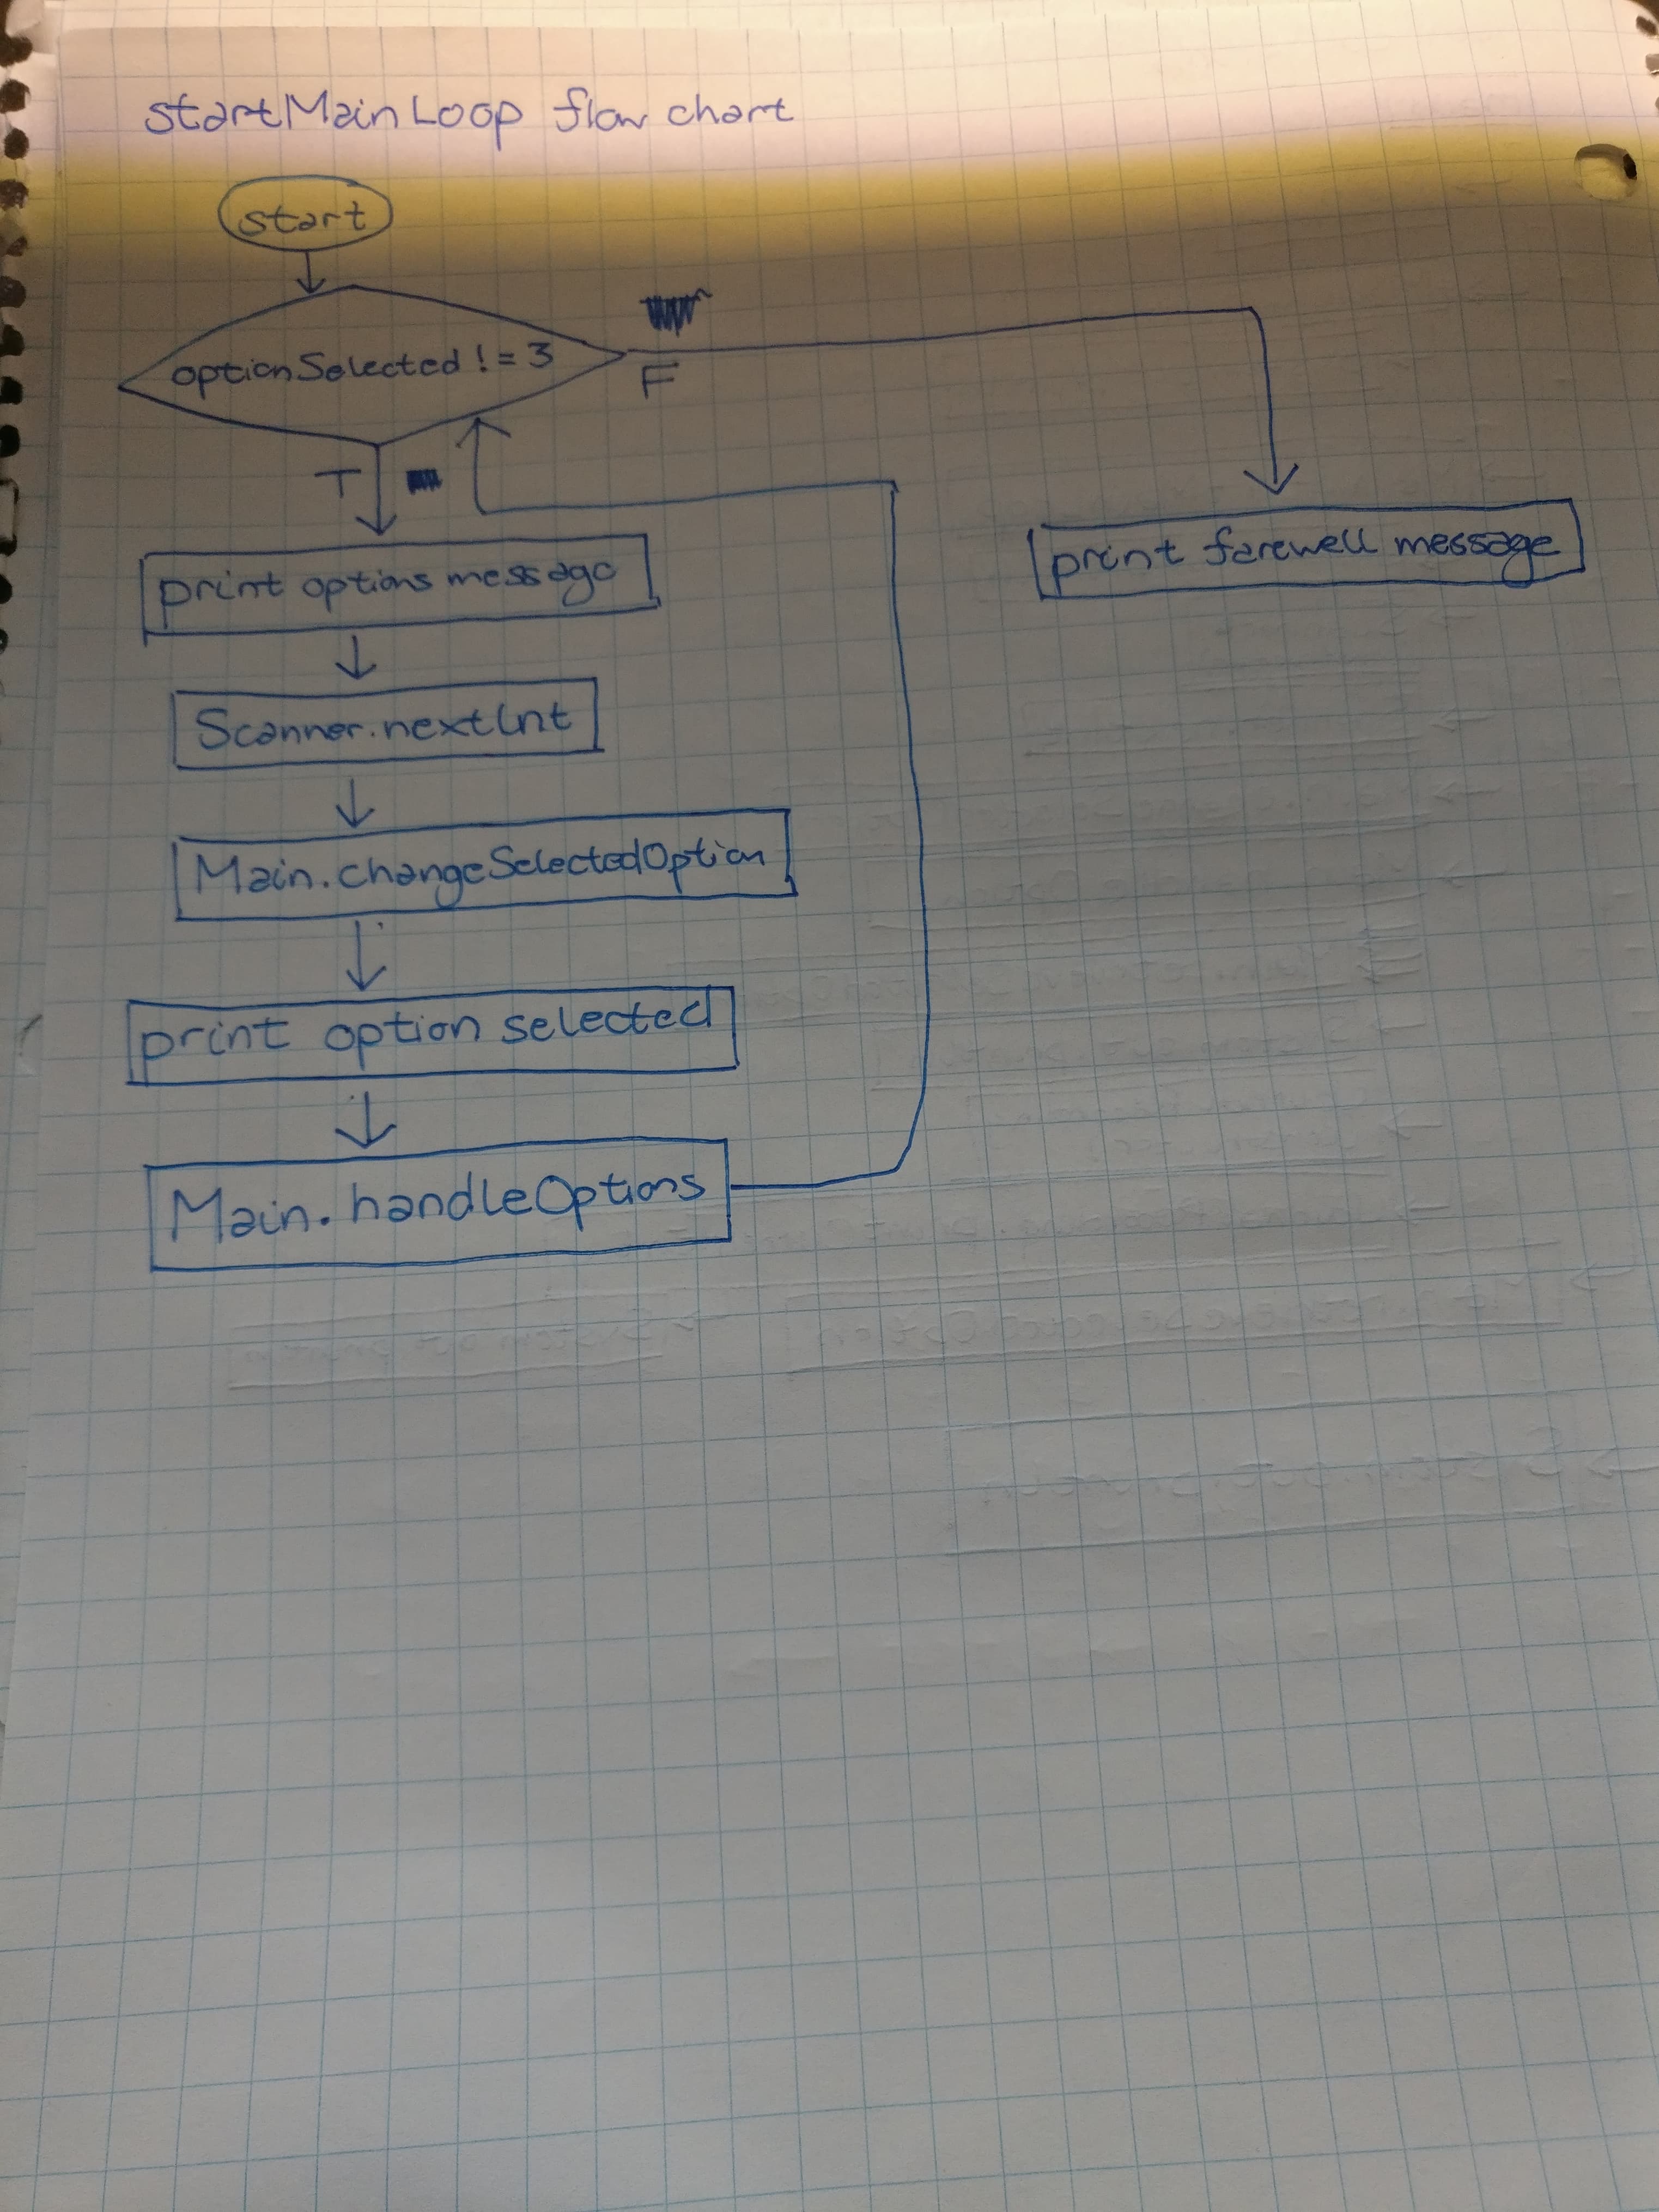 startMainLoop flow chart
start
optionSelected != 3
F
T
print options message
print farewell message
Scanner.nextInt
Main.changeSelectedOption
print option selected
Main.handleOptions